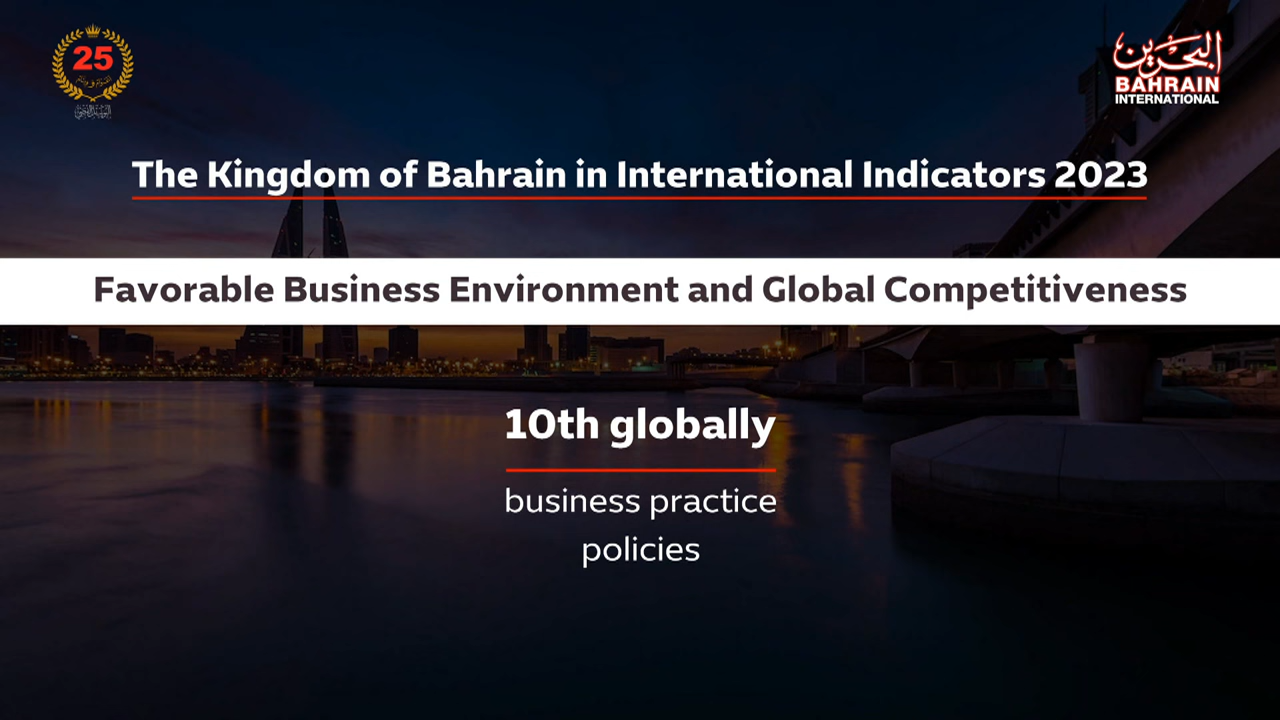 25
البحرين
BAHRAIN
INTERNATIONAL
The Kingdom of Bahrain in International Indicators 2023
Favorable Business Environment and Global Competitiveness
10th globally
business practice
policies